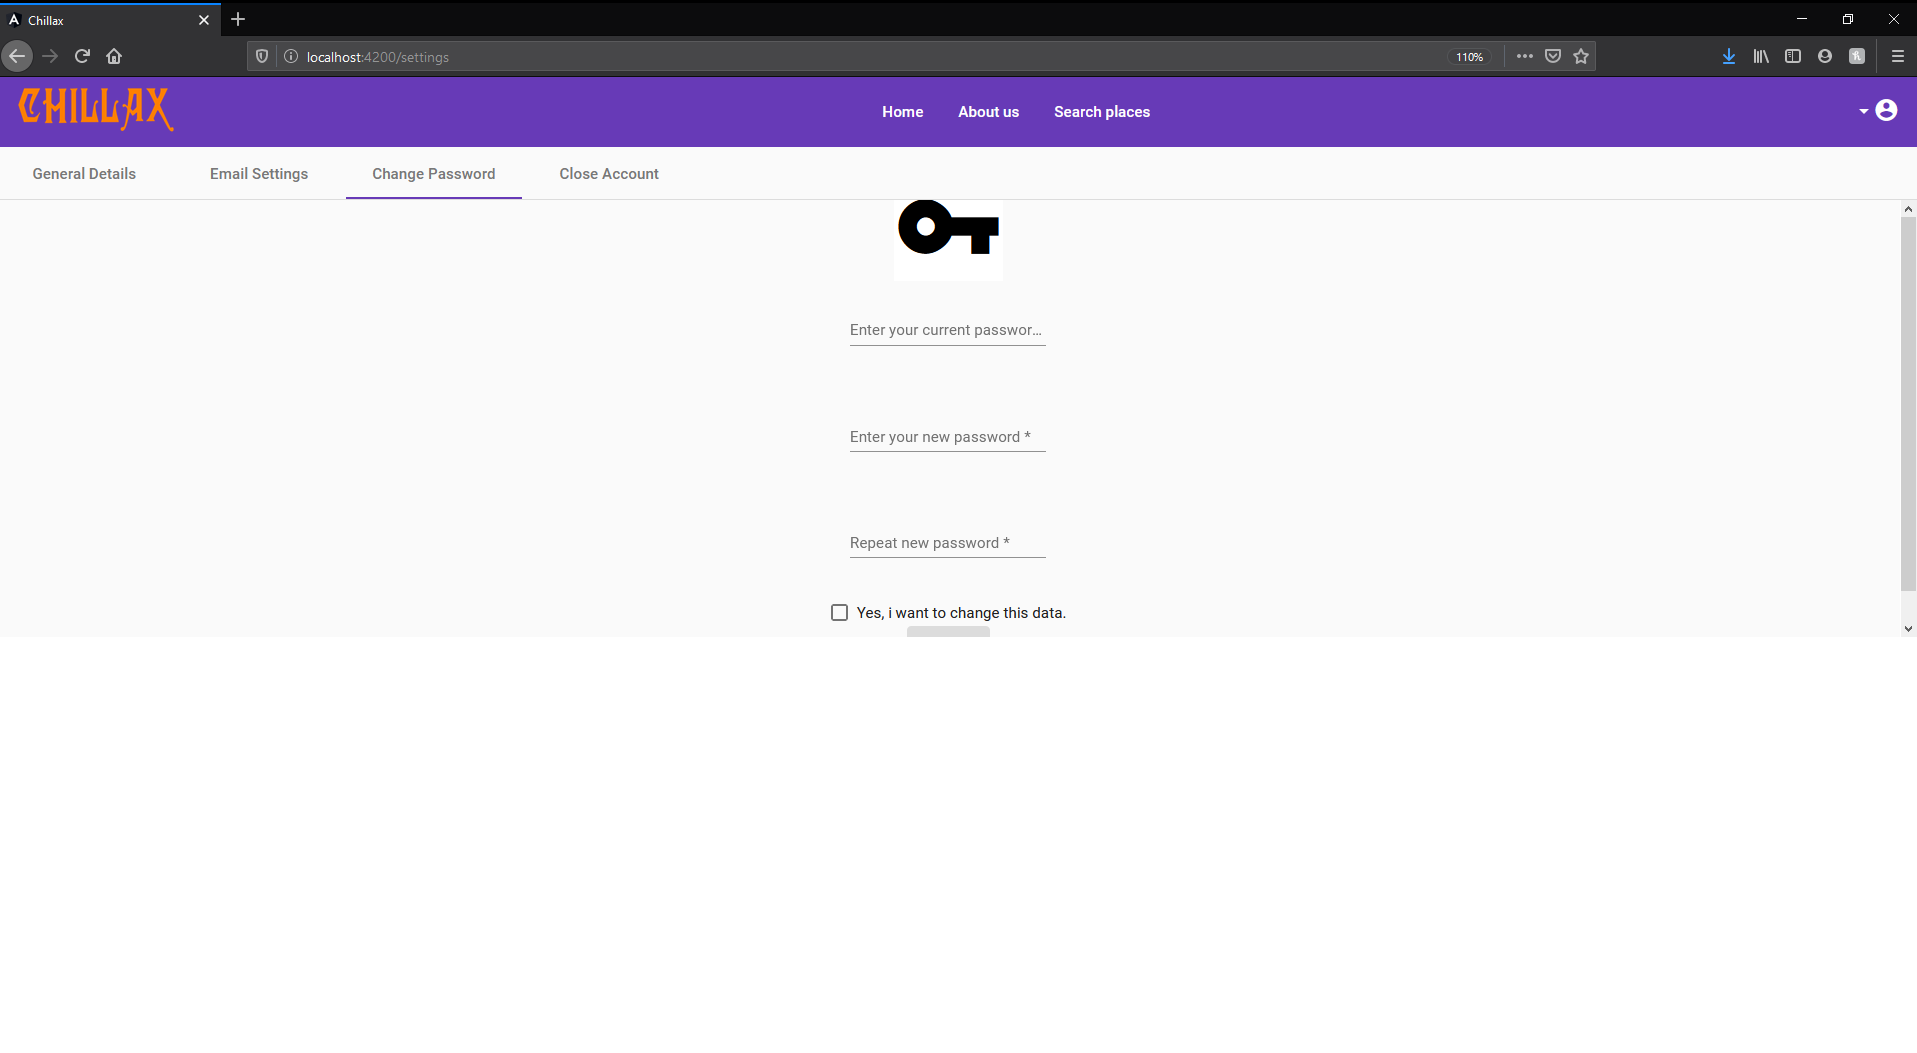 Chillax
localhost:4200/settings
110%
CHILLAX
Home About us Search places
General Details Email Settings Change Password Close Account
Enter your current passwor…
Enter your new password *
Repeat new password *
Yes, i want to change this data.